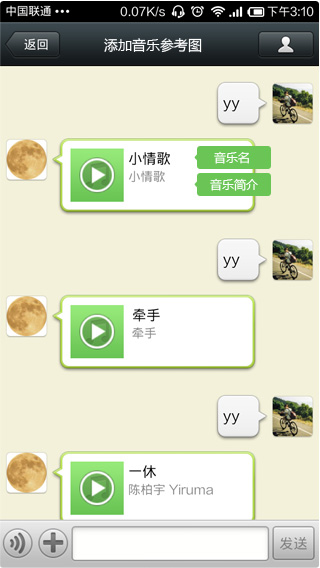 中国联通 ••• 0.07K/s 下午3:10
返回 添加音乐参考图
yy
小情歌 音乐名
小情歌 音乐简介
yy
牵手
牵手
yy
一休
陈柏宇 Yiruma
发送